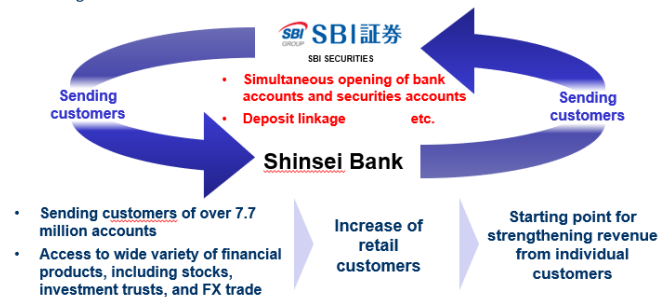 SBI GROUP SBI証券
SBI SECURITIES
• Simultaneous opening of bank
accounts and securities accounts
• Deposit linkage etc.
Sending
customers
Sending
customers
Shinsei Bank
• Sending customers of over 7.7
million accounts
• Access to wide variety of financial
products, including stocks,
investment trusts, and FX trade
Increase of
retail
customers
Starting point for
strengthening revenue
from individual
customers